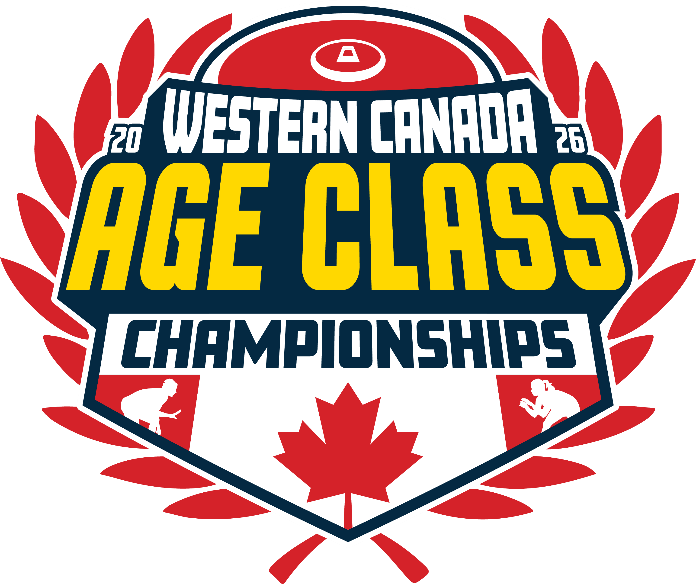 WESTERN CANADA
20 26
AGE CLASS
CHAMPIONSHIPS